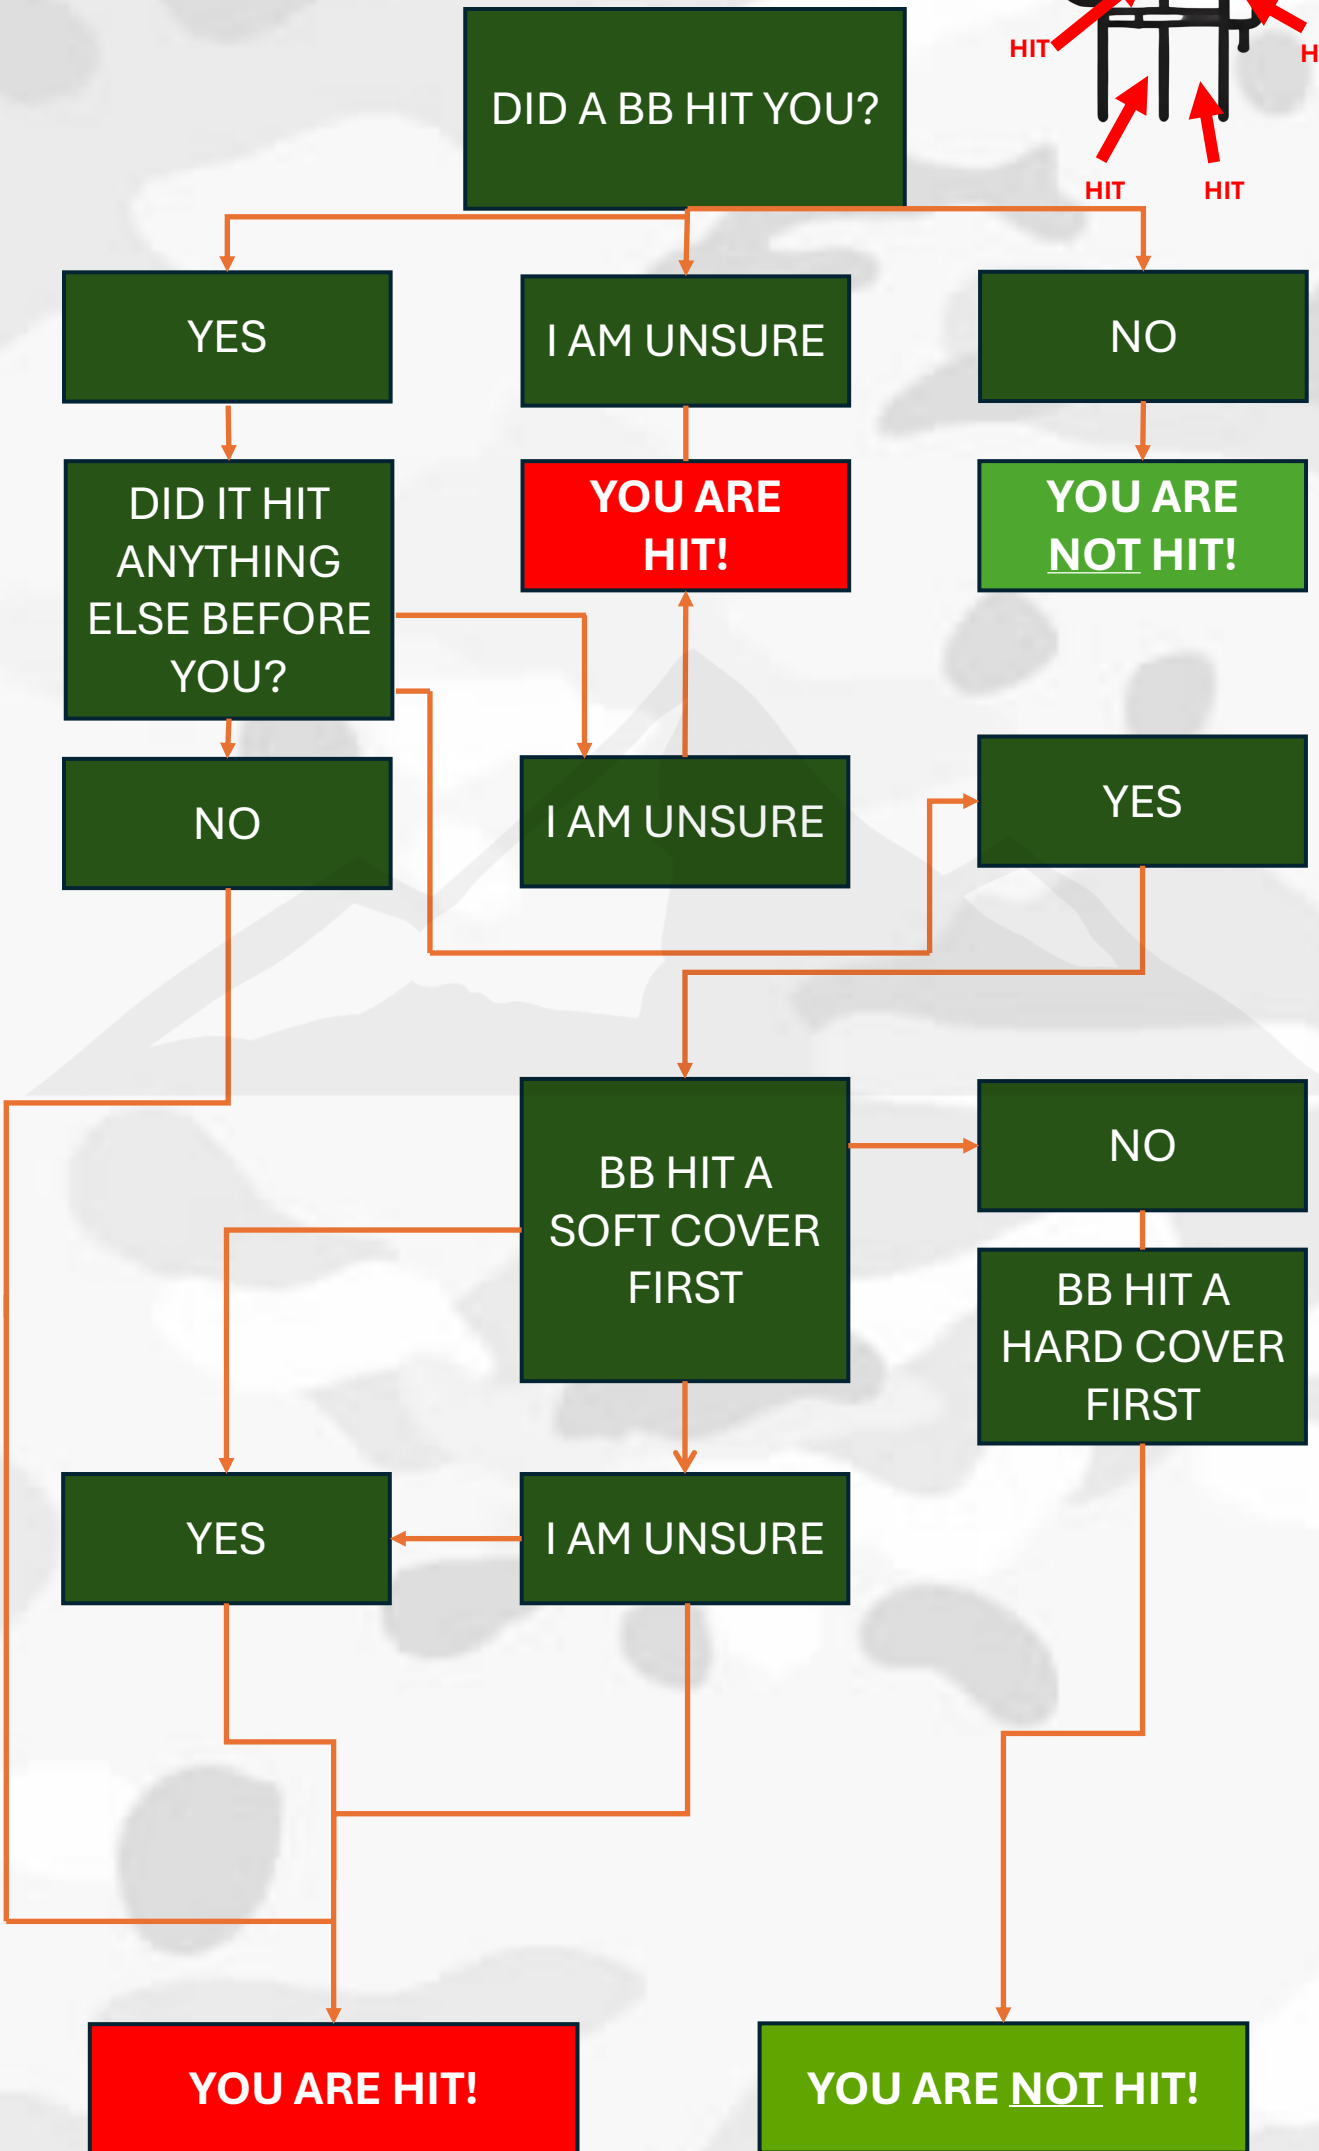 HIT
HIT
HIT
DID A BB HIT YOU?
YES
I AM UNSURE
NO
DID IT HIT
ANYTHING
ELSE BEFORE
YOU?
YOU ARE
HIT!
YOU ARE
NOT HIT!
NO
I AM UNSURE
YES
BB HIT A
SOFT COVER
FIRST
NO
BB HIT A
HARD COVER
FIRST
YES
I AM UNSURE
YOU ARE HIT!
YOU ARE NOT HIT!